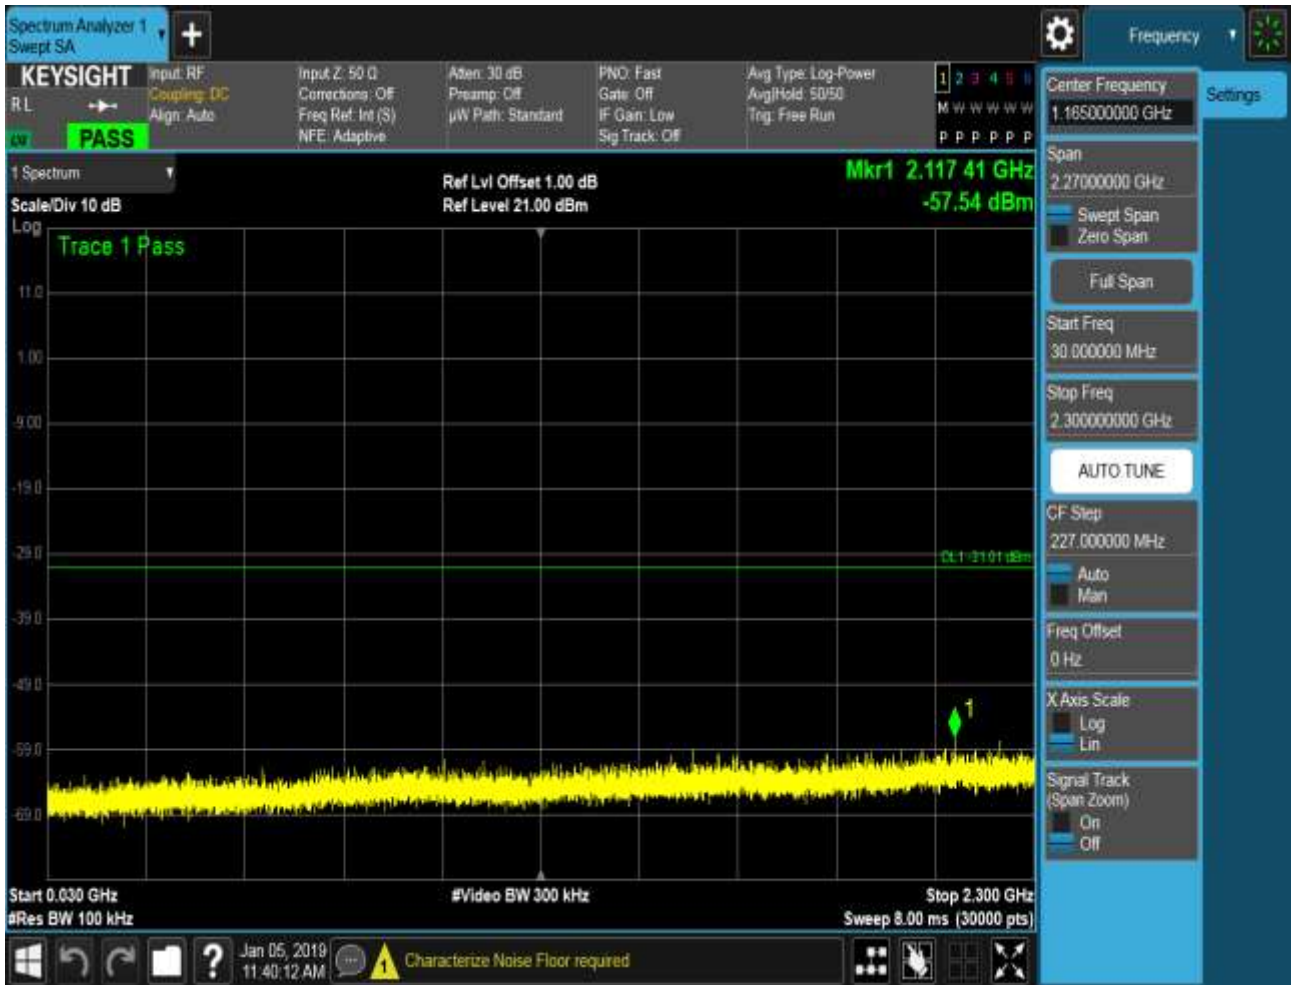 Spectrum Analyzer 1
Swept SA
Frequency
KEYSIGHT
RL
PASS
Input: RF
Coupling: DC
Align: Auto
Input Z: 50 Ω
Corrections: Off
Freq Ref: Int (S)
NFE: Adaptive
Atten: 30 dB
Preamp: Off
µW Path: Standard
PNO: Fast
Gate: Off
IF Gain: Low
Sig Track: Off
Avg Type: Log-Power
Avg|Hold: 50/50
Trig: Free Run
1 2 3 4 5 6
M W W W W W
P P P P P P
1 Spectrum
Scale/Div 10 dB
Log
Ref Lvl Offset 1.00 dB
Ref Level 21.00 dBm
Mkr1 2.117 41 GHz
-57.54 dBm
Trace 1 Pass
11.0
1.00
-9.00
-19.0
-29.0
DL1 -31.01 dBm
-39.0
-49.0
1
-59.0
-69.0
Start 0.030 GHz
#Res BW 100 kHz
#Video BW 300 kHz
Stop 2.300 GHz
Sweep 8.00 ms (30000 pts)
Center Frequency
1.165000000 GHz
Settings
Span
2.27000000 GHz
Swept Span
Zero Span
Full Span
Start Freq
30.000000 MHz
Stop Freq
2.300000000 GHz
AUTO TUNE
CF Step
227.000000 MHz
Auto
Man
Freq Offset
0 Hz
X Axis Scale
Log
Lin
Signal Track
(Span Zoom)
On
Off
?
Jan 05, 2019
11:40:12 AM
1
Characterize Noise Floor required